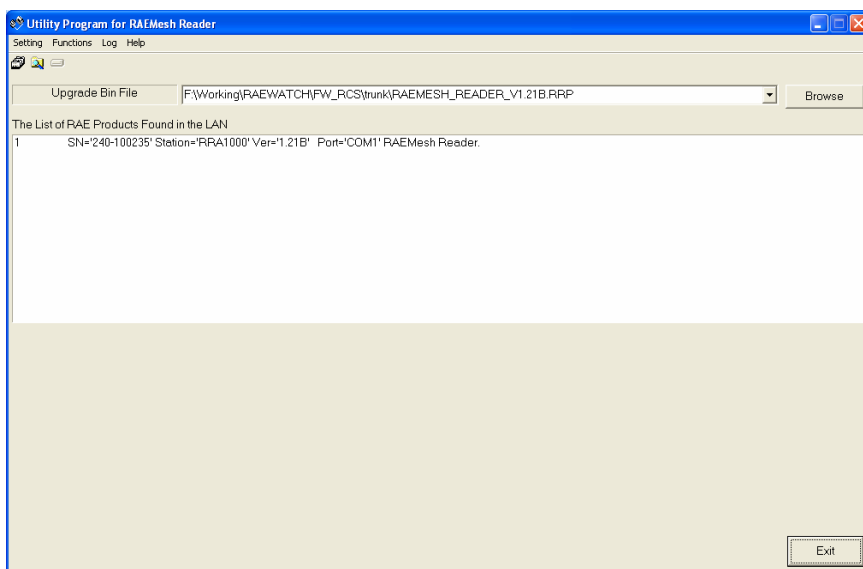 Utility Program for RAEMesh Reader
Setting Functions Log Help
Upgrade Bin File F:\Working\RAEWATCH\FW_RCS\trunk\RAEMESH_READER_V1.21B.RRP Browse
The List of RAE Products Found in the LAN
1 SN='240-100235' Station='RRA1000' Ver='1.21B' Port='COM1' RAEMesh Reader.
Exit